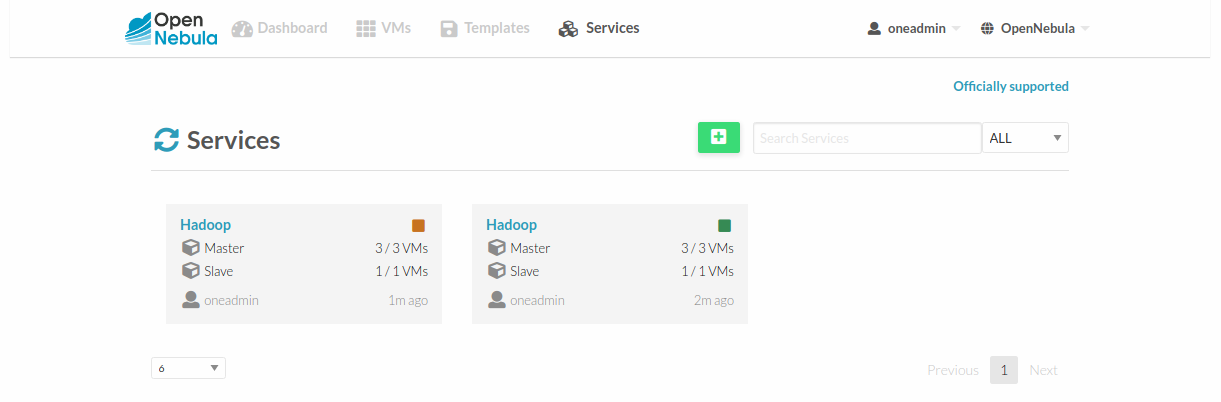 Open
Nebula
Dashboard
VMs
Templates
Services
oneadmin
OpenNebula
Officially supported
Services
Search Services
ALL
Hadoop
Master 3 / 3 VMs
Slave 1 / 1 VMs
oneadmin 1m ago
Hadoop
Master 3 / 3 VMs
Slave 1 / 1 VMs
oneadmin 2m ago
6
Previous 1 Next